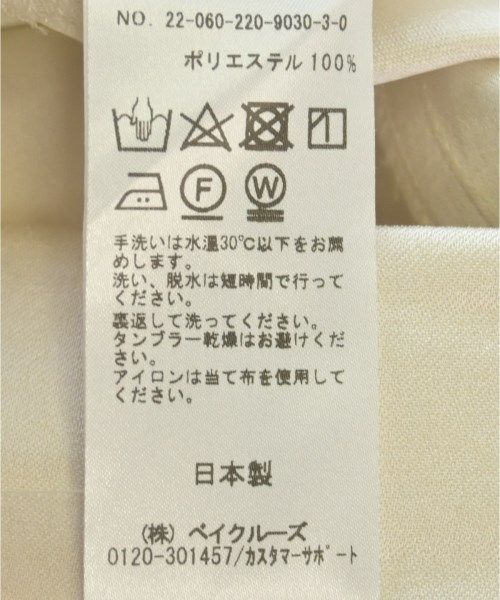 NO. 22-060-220-9030-3-0
ポリエステル100%
F
W
手洗いは水温30℃以下をお薦
めします。
洗い、脱水は短時間で行って
ください。
裏返して洗ってください。
タンブラー乾燥はお避けくだ
さい。
アイロンは当て布を使用して
ください。
日本製
(株) ベイクルーズ
0120-301457/ｶｽﾀﾏｰｻﾎﾟｰﾄ